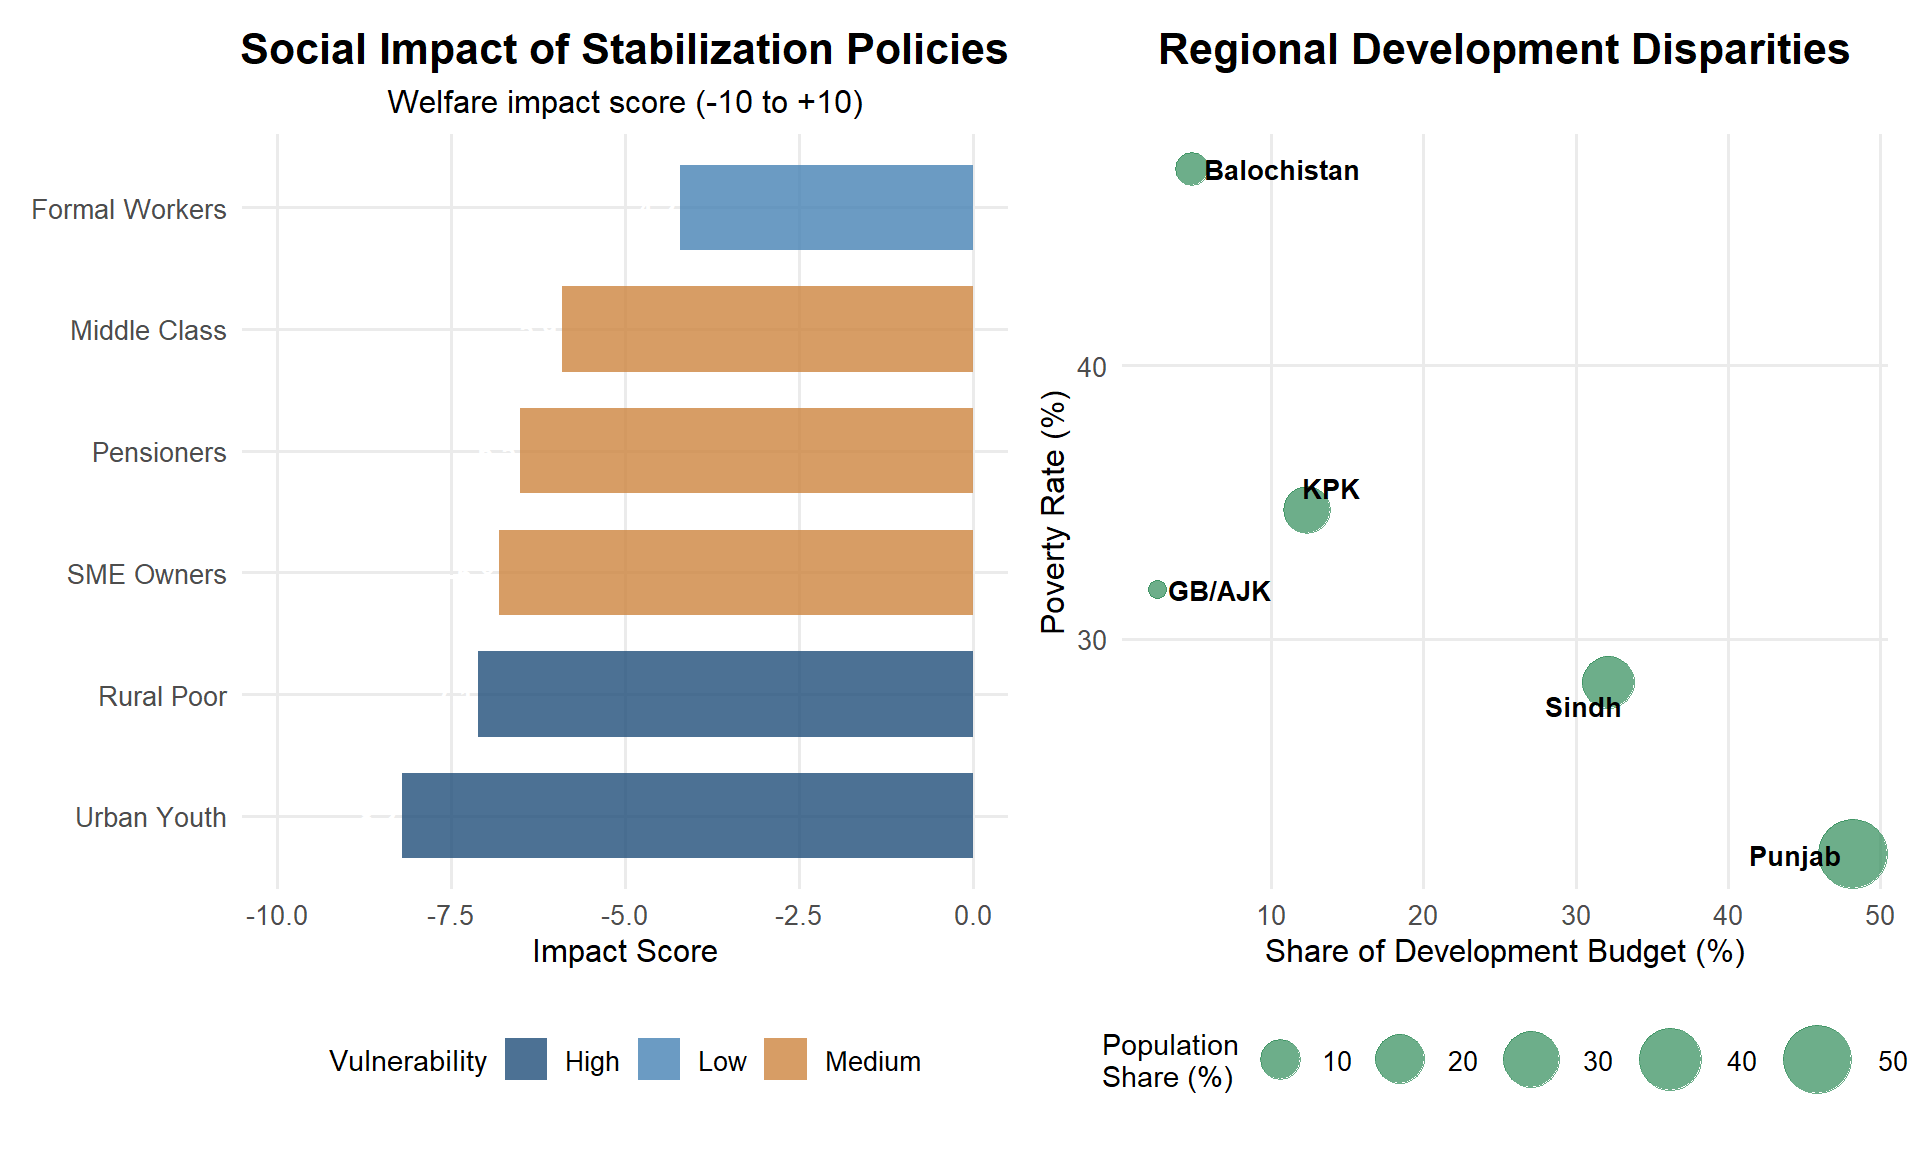 Social Impact of Stabilization Policies
Welfare impact score (-10 to +10)
Formal Workers
Middle Class
Pensioners
SME Owners
Rural Poor
Urban Youth
-10.0
-7.5
-5.0
-2.5
0.0
Impact Score
Vulnerability
High
Low
Medium
Regional Development Disparities
Poverty Rate (%)
40
30
Balochistan
KPK
GB/AJK
Sindh
Punjab
10
20
30
40
50
Share of Development Budget (%)
Population
Share (%)
10
20
30
40
50